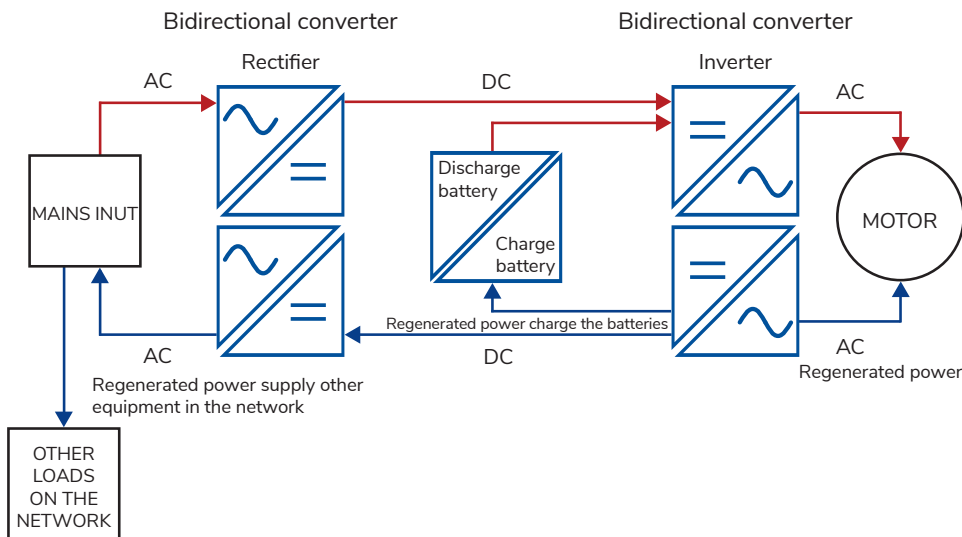 Bidirectional converter
Bidirectional converter
Rectifier
Inverter
AC
DC
AC
Discharge
battery
MAINS INUT
MOTOR
Charge
battery
Regenerated power charge the batteries
AC
DC
AC
Regenerated power
Regenerated power supply other
equipment in the network
OTHER
LOADS
ON THE
NETWORK